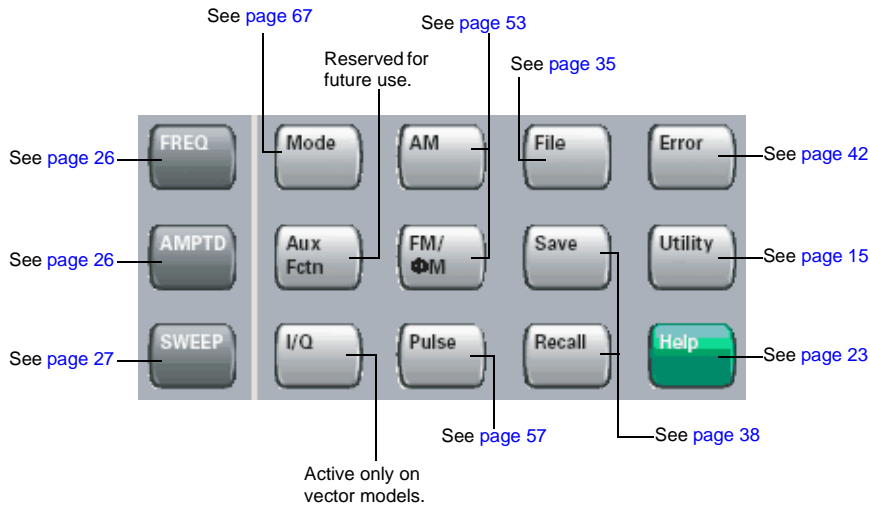 See page 67
See page 53
Reserved for
future use.
See page 35
See page 26
FREQ
Mode
AM
File
Error
See page 42
See page 26
AMPTD
Aux
Fctn
FM/
ΦM
Save
Utility
See page 15
See page 27
SWEEP
I/Q
Pulse
Recall
Help
See page 23
See page 57
See page 38
Active only on
vector models.